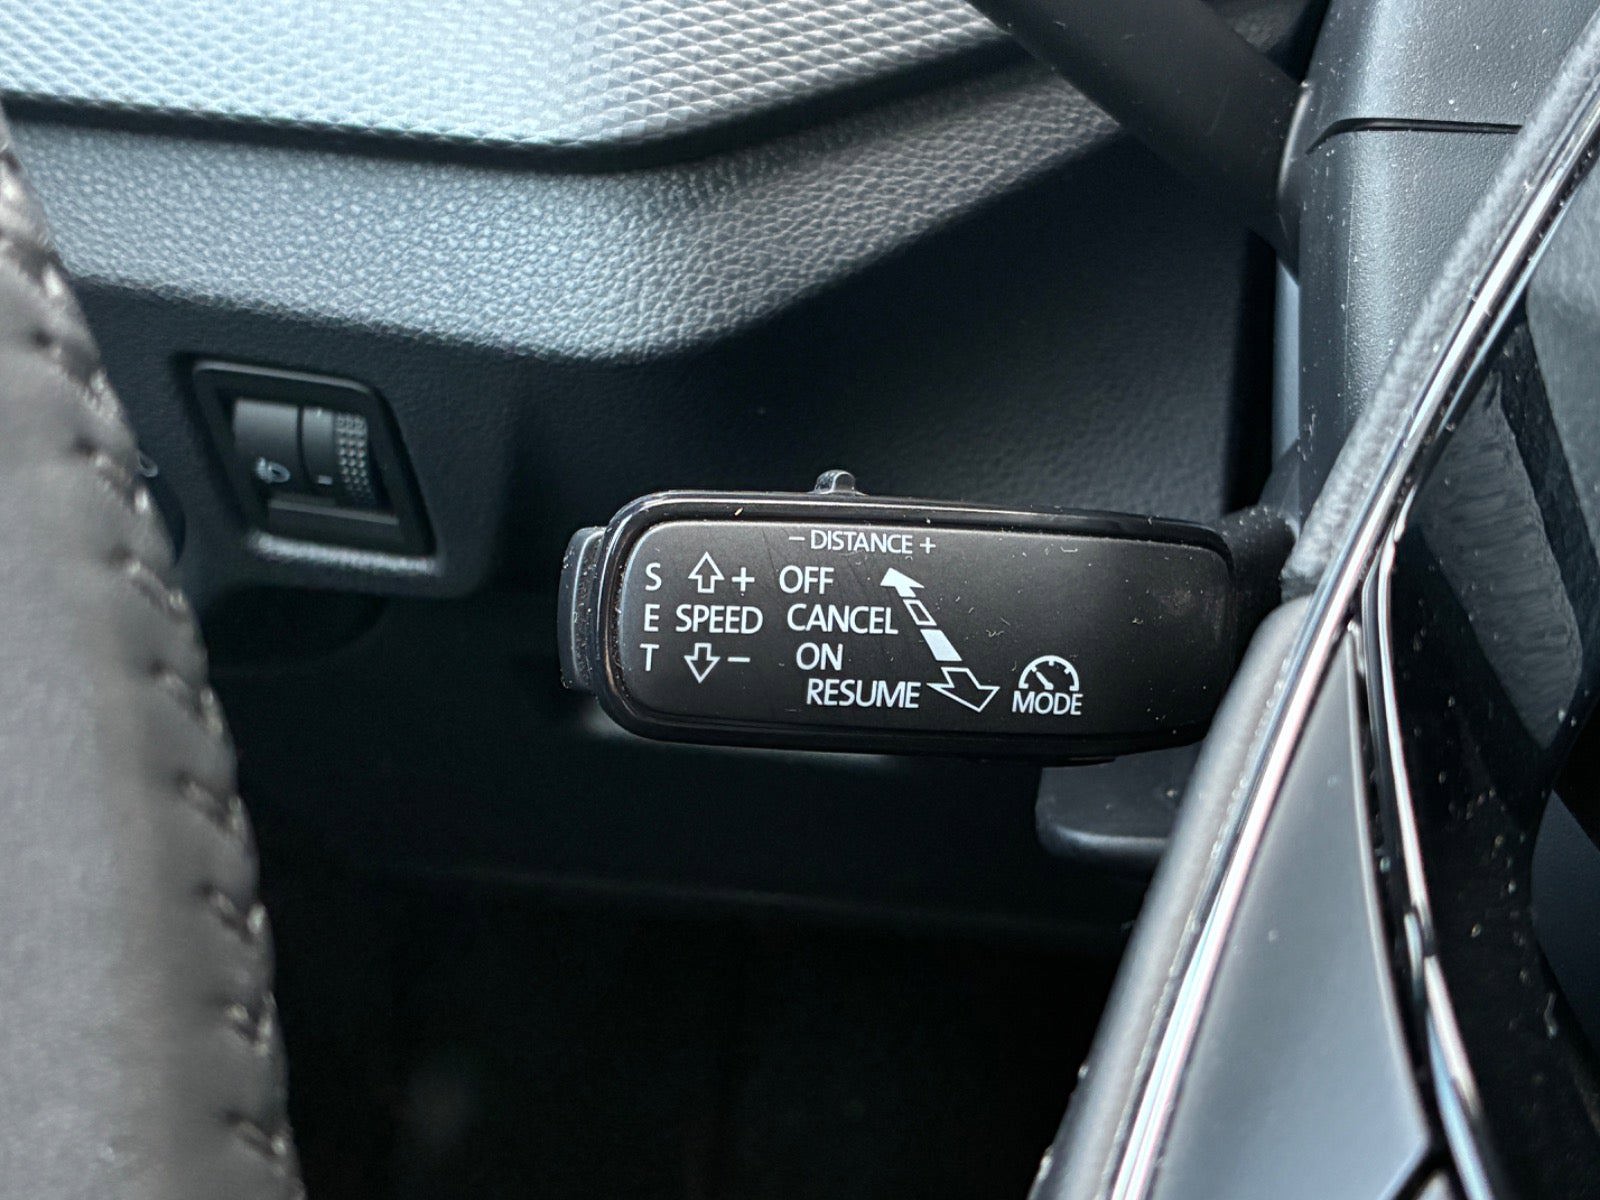 – DISTANCE +
S + OFF
E SPEED CANCEL
T – ON
RESUME MODE